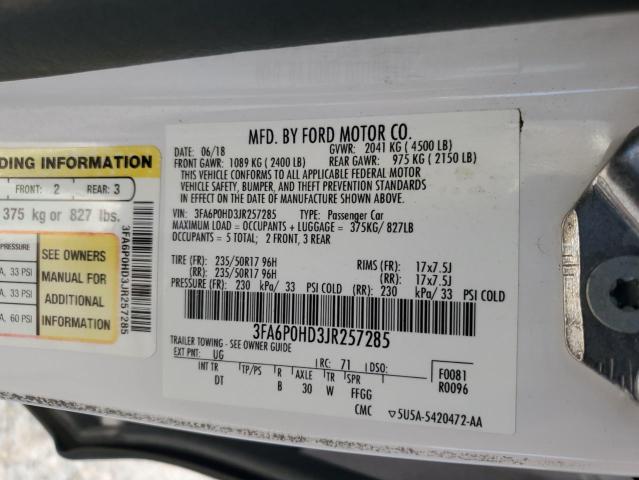 MFD. BY FORD MOTOR CO.
DATE: 06/18 GVWR: 2041 KG ( 4500 LB)
FRONT GAWR: 1089 KG ( 2400 LB) REAR GAWR: 975 KG ( 2150 LB)
THIS VEHICLE CONFORMS TO ALL APPLICABLE FEDERAL MOTOR
VEHICLE SAFETY, BUMPER, AND THEFT PREVENTION STANDARDS IN
EFFECT ON THE DATE OF MANUFACTURE SHOWN ABOVE.
VIN: 3FA6P0HD3JR257285 TYPE: Passenger Car
MAXIMUM LOAD = OCCUPANTS + LUGGAGE = 375KG/ 827LB
OCCUPANTS = 5 TOTAL; 2 FRONT, 3 REAR
TIRE (FR): 235/50R17 96H RIMS (FR): 17x7.5J
(RR): 235/50R17 96H (RR): 17x7.5J
PRESSURE (FR): 230 kPa/ 33 PSI COLD (RR): 230 kPa/ 33 PSI COLD
3FA6P0HD3JR257285
TRAILER TOWING - SEE OWNER GUIDE
EXT PNT: UG RC: 71 DSO: F0081
INT TR TP/PS R AXLE TR SPR R0096
DT B 30 W FFGG
CMC 5U5A-5420472-AA
DING INFORMATION
FRONT: 2 REAR: 3
375 kg or 827 lbs.
PRESSURE
A, 33 PSI
A, 33 PSI
A, 60 PSI
SEE OWNERS
MANUAL FOR
ADDITIONAL
INFORMATION
3FA6P0HD3JR257285